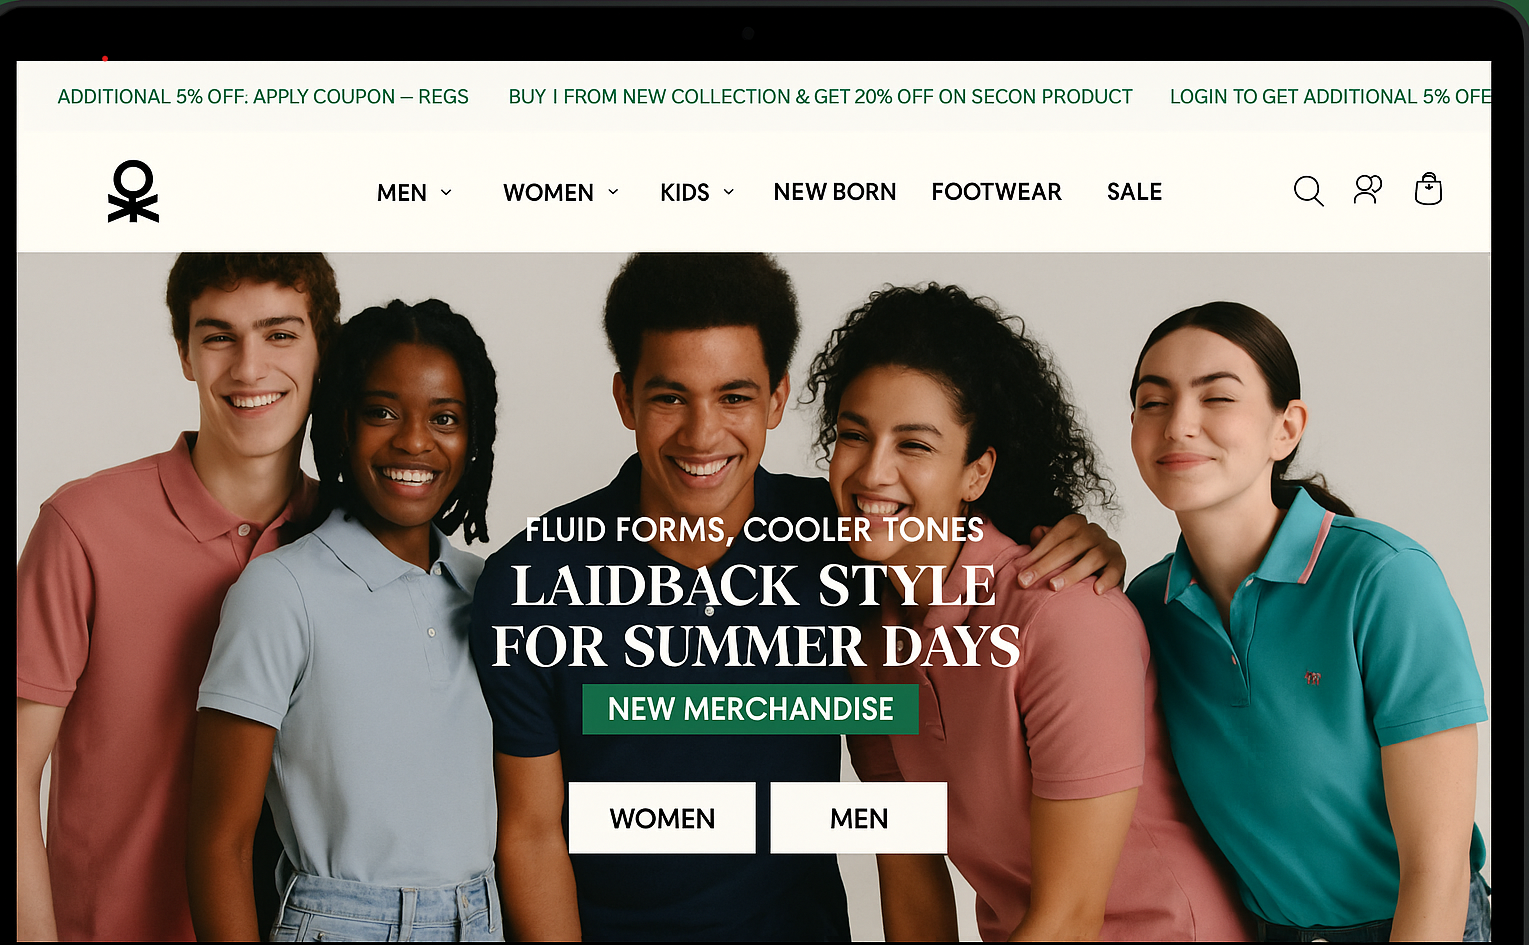 ADDITIONAL 5% OFF: APPLY COUPON – REGS
BUY I FROM NEW COLLECTION & GET 20% OFF ON SECON PRODUCT
LOGIN TO GET ADDITIONAL 5% OFE
MEN
WOMEN
KIDS
NEW BORN
FOOTWEAR
SALE
FLUID FORMS, COOLER TONES
LAIDBACK STYLE
FOR SUMMER DAYS
NEW MERCHANDISE
WOMEN
MEN